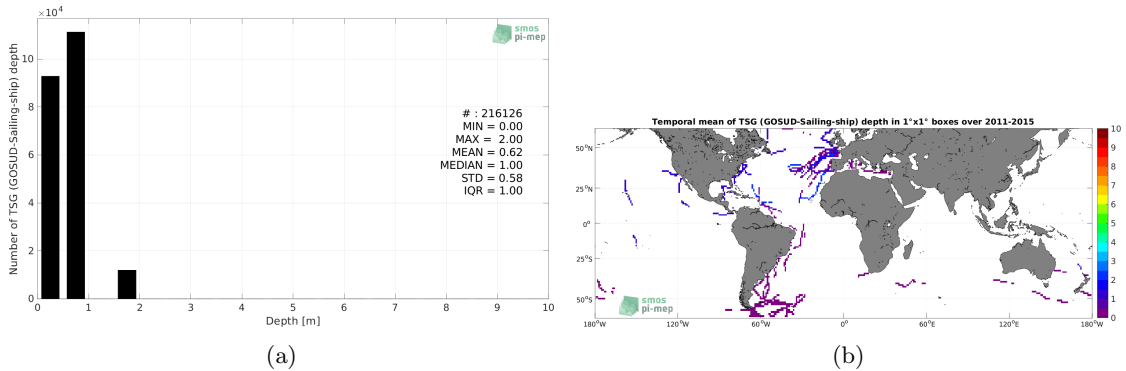 ×10⁴
smos
pi-mep
10
8
6
4
2
0
Number of TSG (GOSUD-Sailing-ship) depth
# : 216126
MIN = 0.00
MAX = 2.00
MEAN = 0.62
MEDIAN = 1.00
STD = 0.58
IQR = 1.00
0 1 2 3 4 5 6 7 8 9 10
Depth [m]
(a)
Temporal mean of TSG (GOSUD-Sailing-ship) depth in 1°x1° boxes over 2011-2015
50°N
25°N
0°
25°S
50°S
smos
pi-mep
180°W 120°W 60°W 0° 60°E 120°E 180°W
10
9
8
7
6
5
4
3
2
1
0
(b)